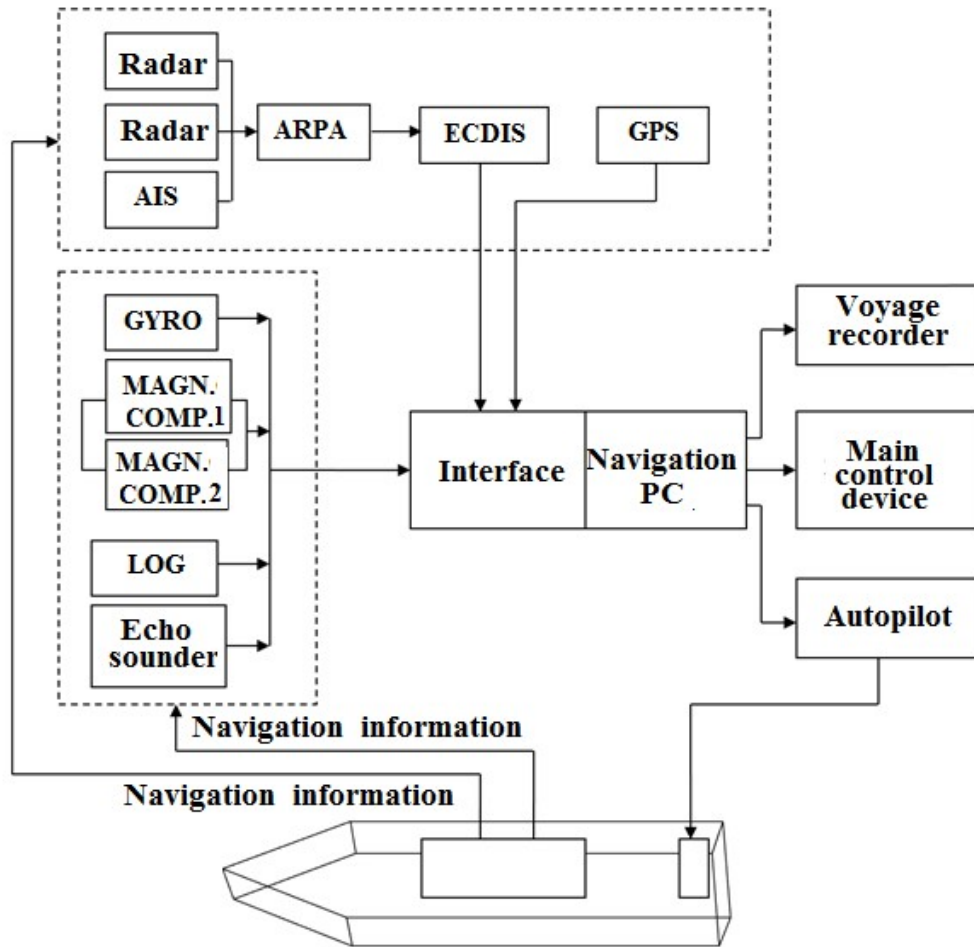 Radar
Radar
AIS
ARPA
ECDIS
GPS
GYRO
MAGN.
COMP.1
MAGN.
COMP.2
LOG
Echo
sounder
Interface
Navigation
PC
Voyage
recorder
Main
control
device
Autopilot
Navigation information
Navigation information